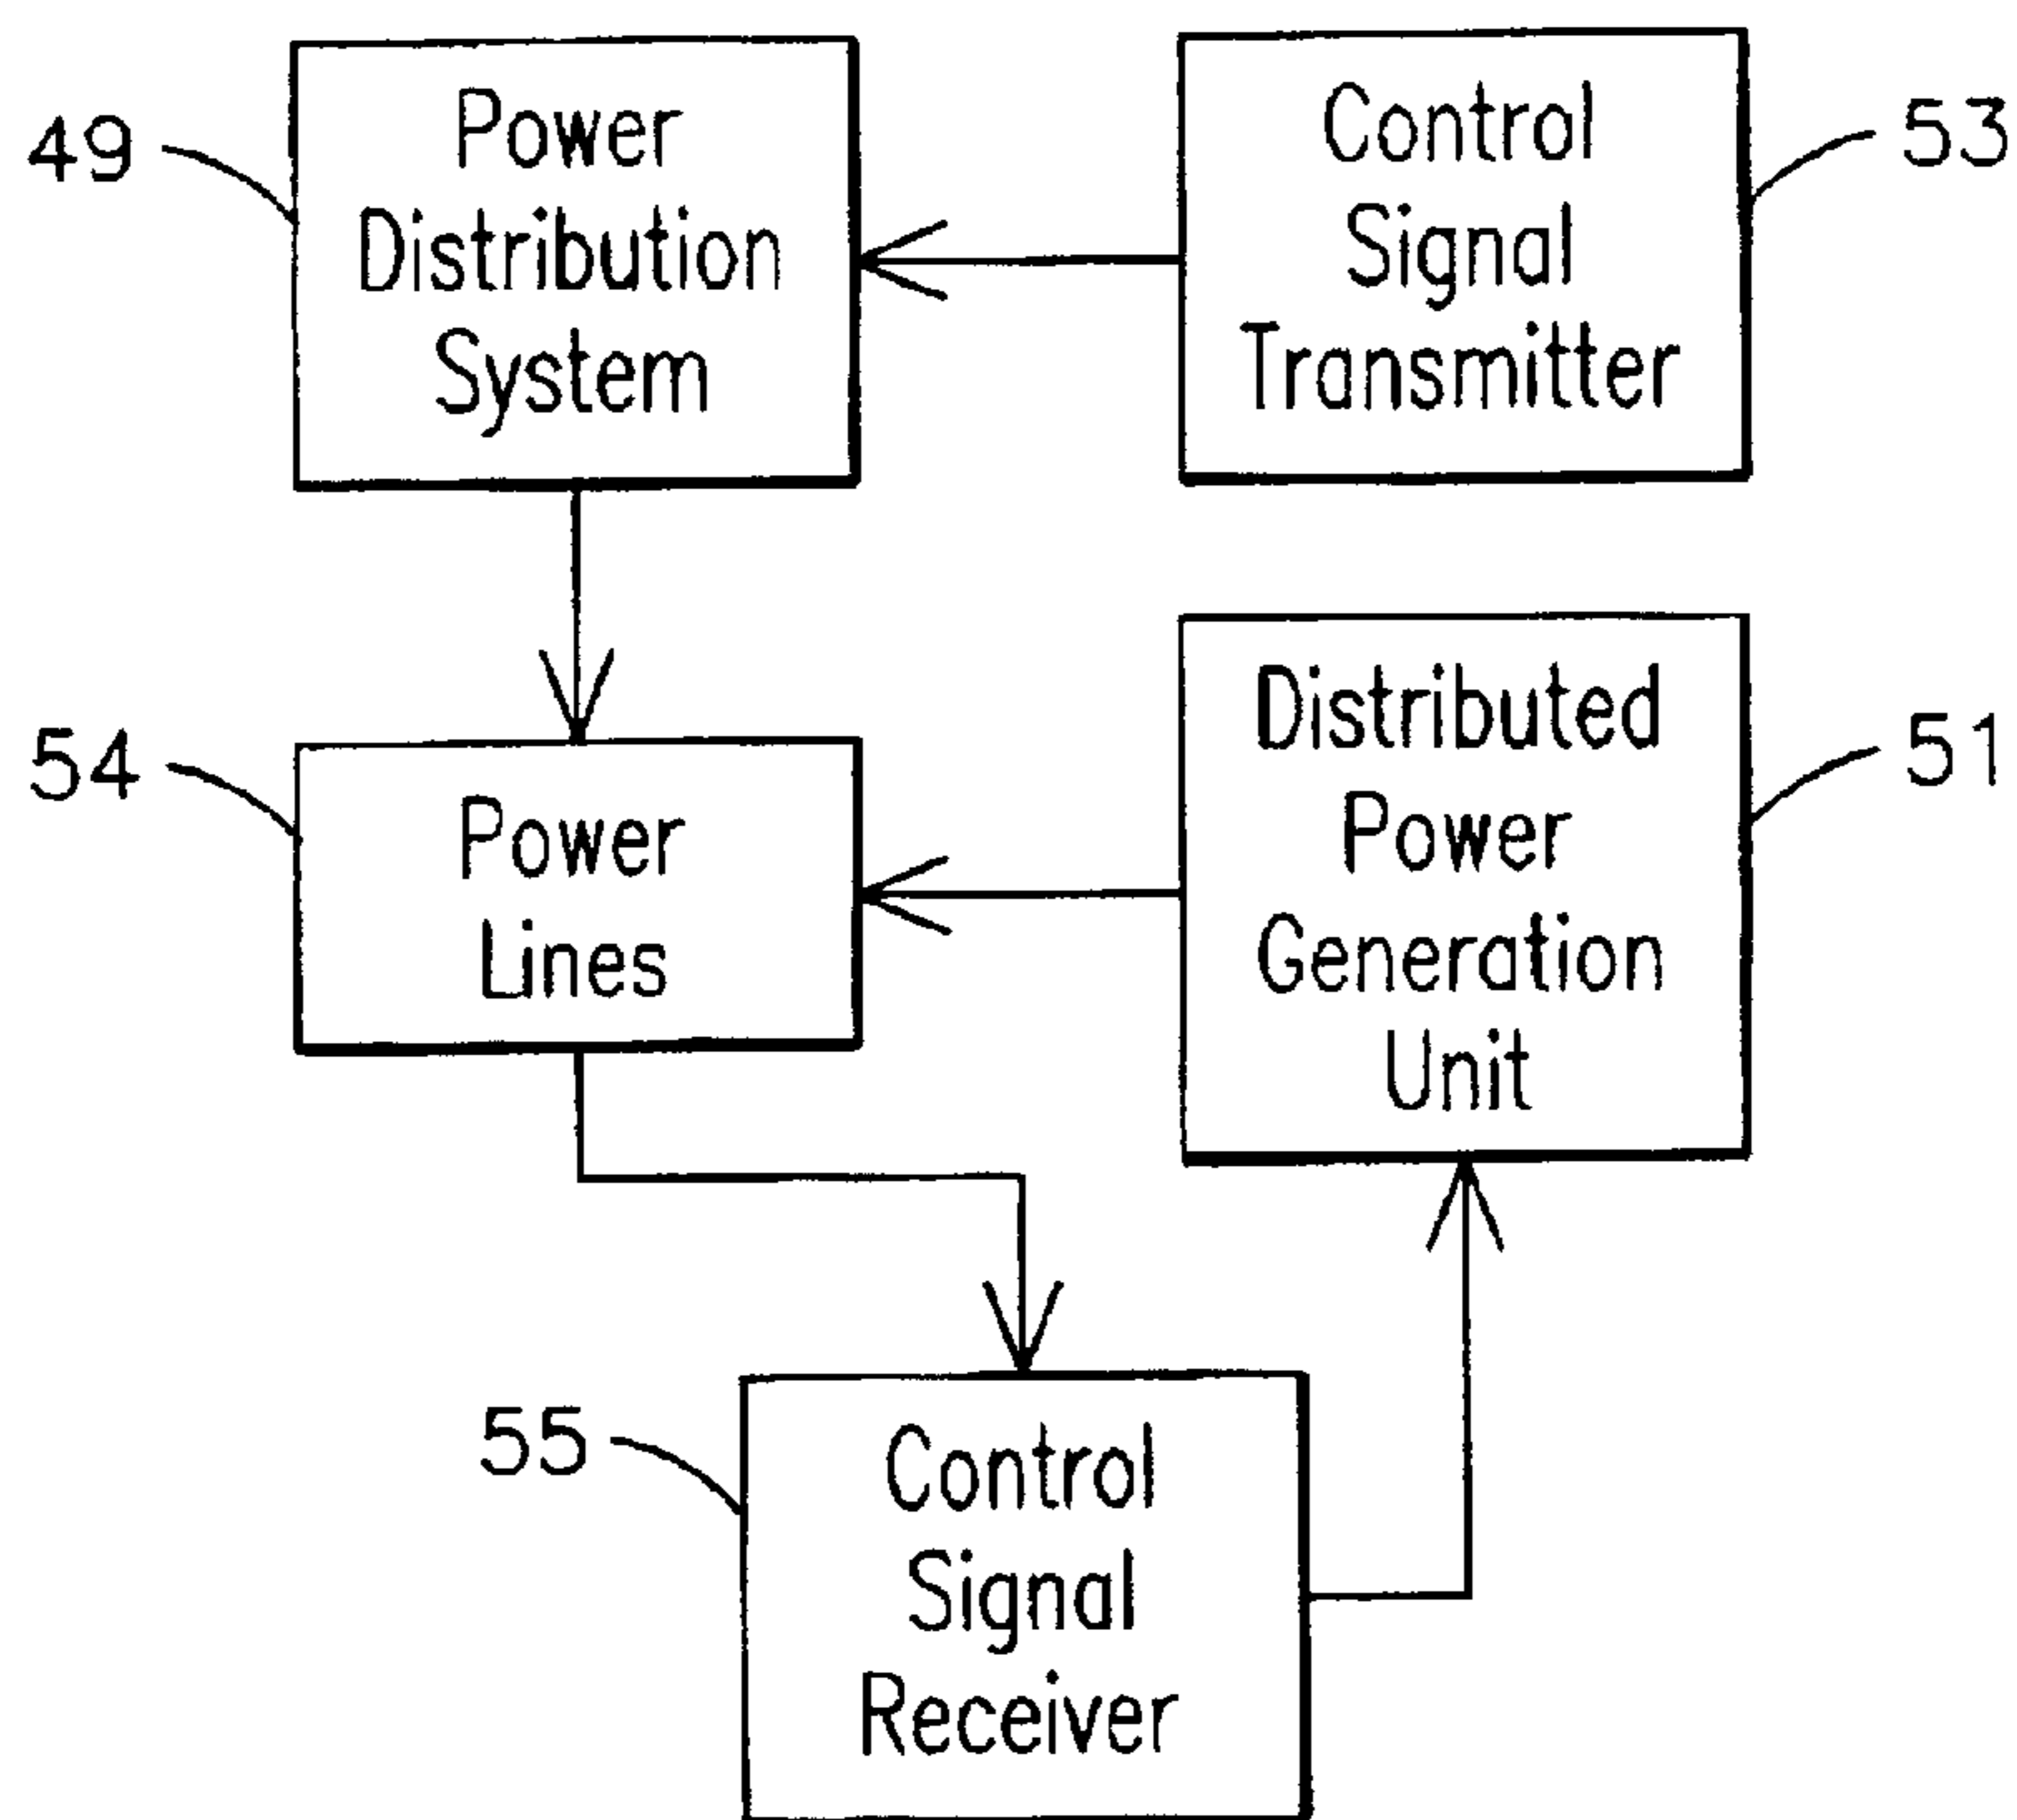 49
Power
Distribution
System
Control
Signal
Transmitter
53
54
Power
Lines
Distributed
Power
Generation
Unit
51
55
Control
Signal
Receiver